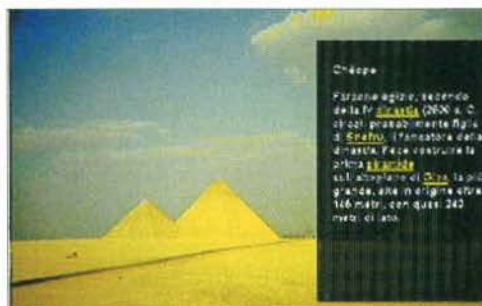 Cheope
Faraone egizio, secondo
della IV dinastia (2600 a. C.
circa), probabilmente figlio
di Snefru, il fondatore della
dinastia. Fece costruire la
prima piramide
sull'altopiano di Giza, la più
grande, alta in origine oltre
146 metri, con quasi 240
metri di lato.